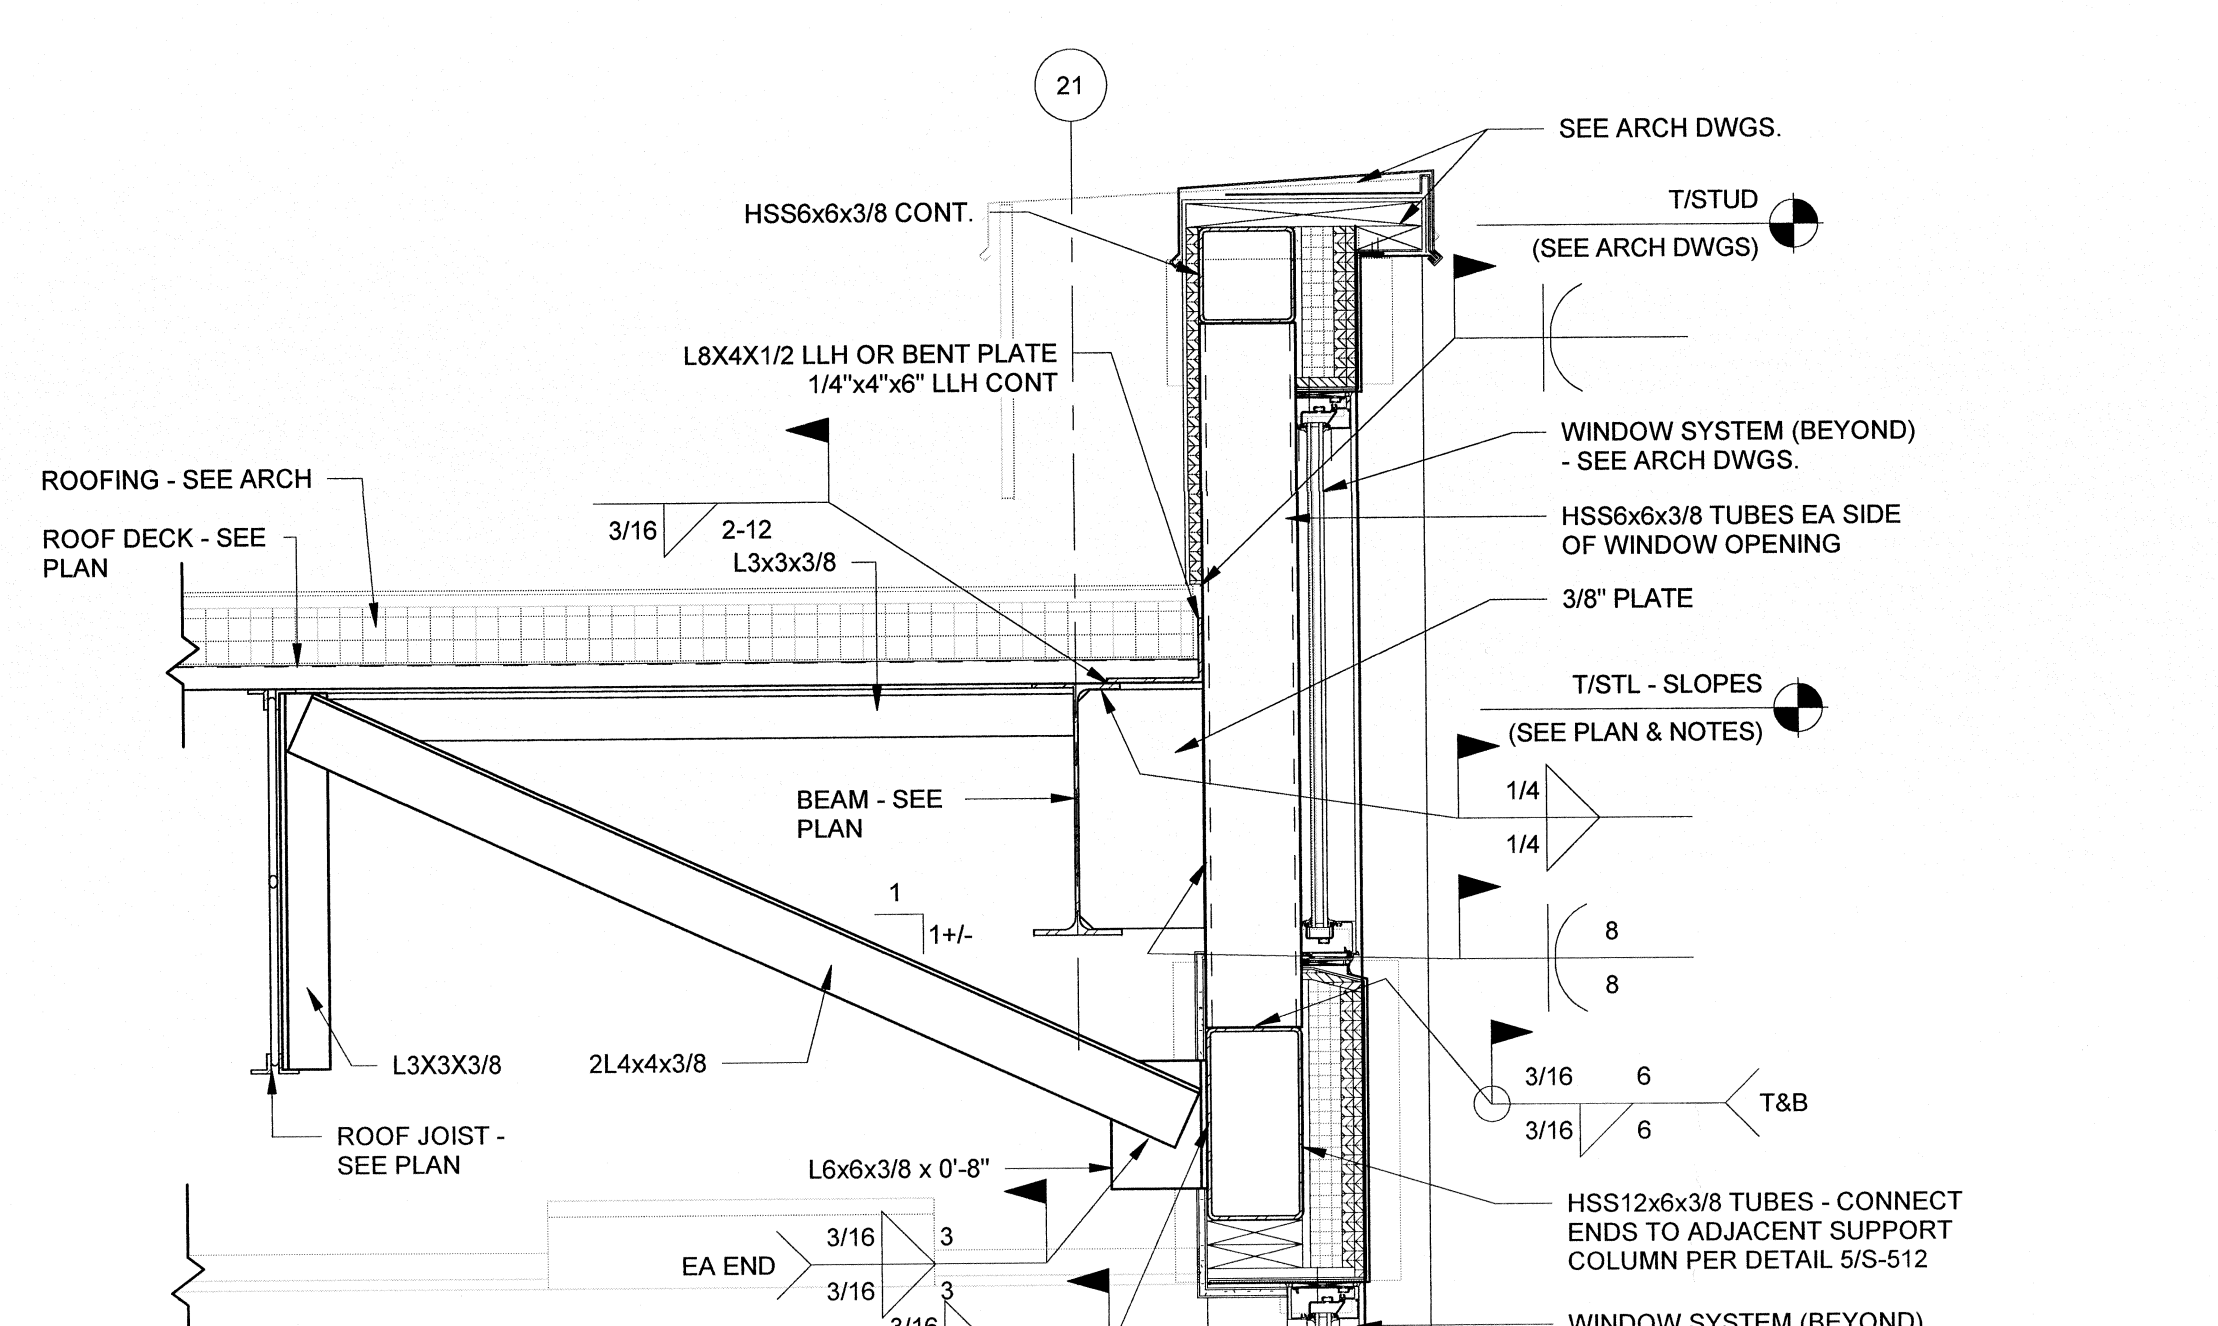 21
SEE ARCH DWGS.
T/STUD
(SEE ARCH DWGS)
HSS6x6x3/8 CONT.
L8X4X1/2 LLH OR BENT PLATE
1/4"x4"x6" LLH CONT
WINDOW SYSTEM (BEYOND)
- SEE ARCH DWGS.
ROOFING - SEE ARCH
ROOF DECK - SEE
PLAN
3/16
2-12
L3x3x3/8
HSS6x6x3/8 TUBES EA SIDE
OF WINDOW OPENING
3/8" PLATE
T/STL - SLOPES
(SEE PLAN & NOTES)
1/4
1/4
BEAM - SEE
PLAN
1
1+/-
8
8
L3X3X3/8
2L4x4x3/8
3/16 6
3/16 6
T&B
ROOF JOIST -
SEE PLAN
L6x6x3/8 x 0'-8"
HSS12x6x3/8 TUBES - CONNECT
ENDS TO ADJACENT SUPPORT
COLUMN PER DETAIL 5/S-512
EA END
3/16 3
3/16 3
3/16
WINDOW SYSTEM (BEYOND)